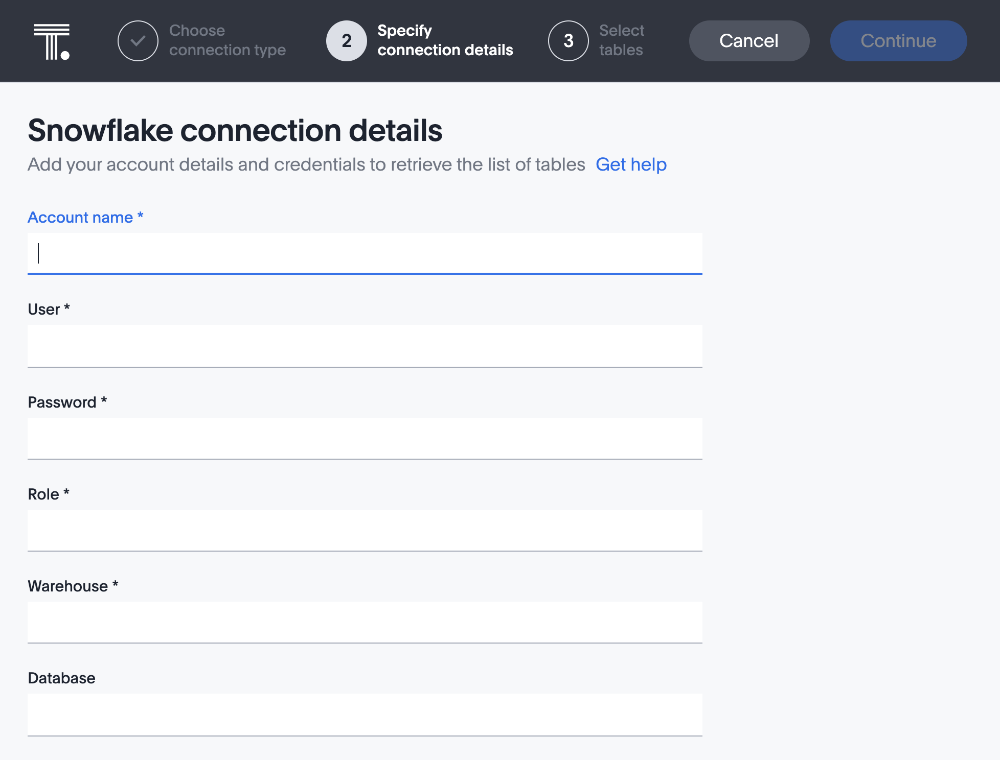 Choose
connection type
2
Specify
connection details
3
Select
tables
Cancel
Continue
Snowflake connection details
Add your account details and credentials to retrieve the list of tables Get help
Account name *
User *
Password *
Role *
Warehouse *
Database